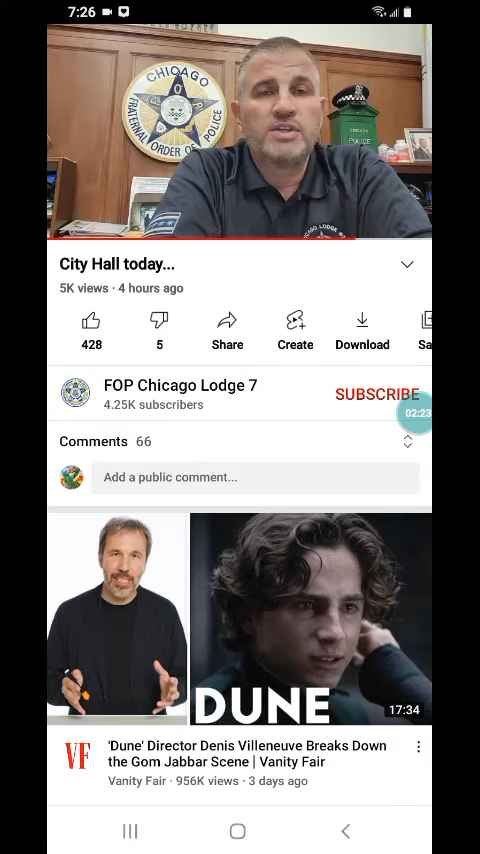 7:26
CHICAGO
FRATERNAL ORDER OF POLICE
POLICE
CHICAGO LODGE
City Hall today...
5K views · 4 hours ago
428
5
Share
Create
Download
Sa
FOP Chicago Lodge 7
4.25K subscribers
SUBSCRIBE
02:23
Comments 66
Add a public comment...
DUNE
17:34
VF
'Dune' Director Denis Villeneuve Breaks Down
the Gom Jabbar Scene | Vanity Fair
Vanity Fair · 956K views · 3 days ago